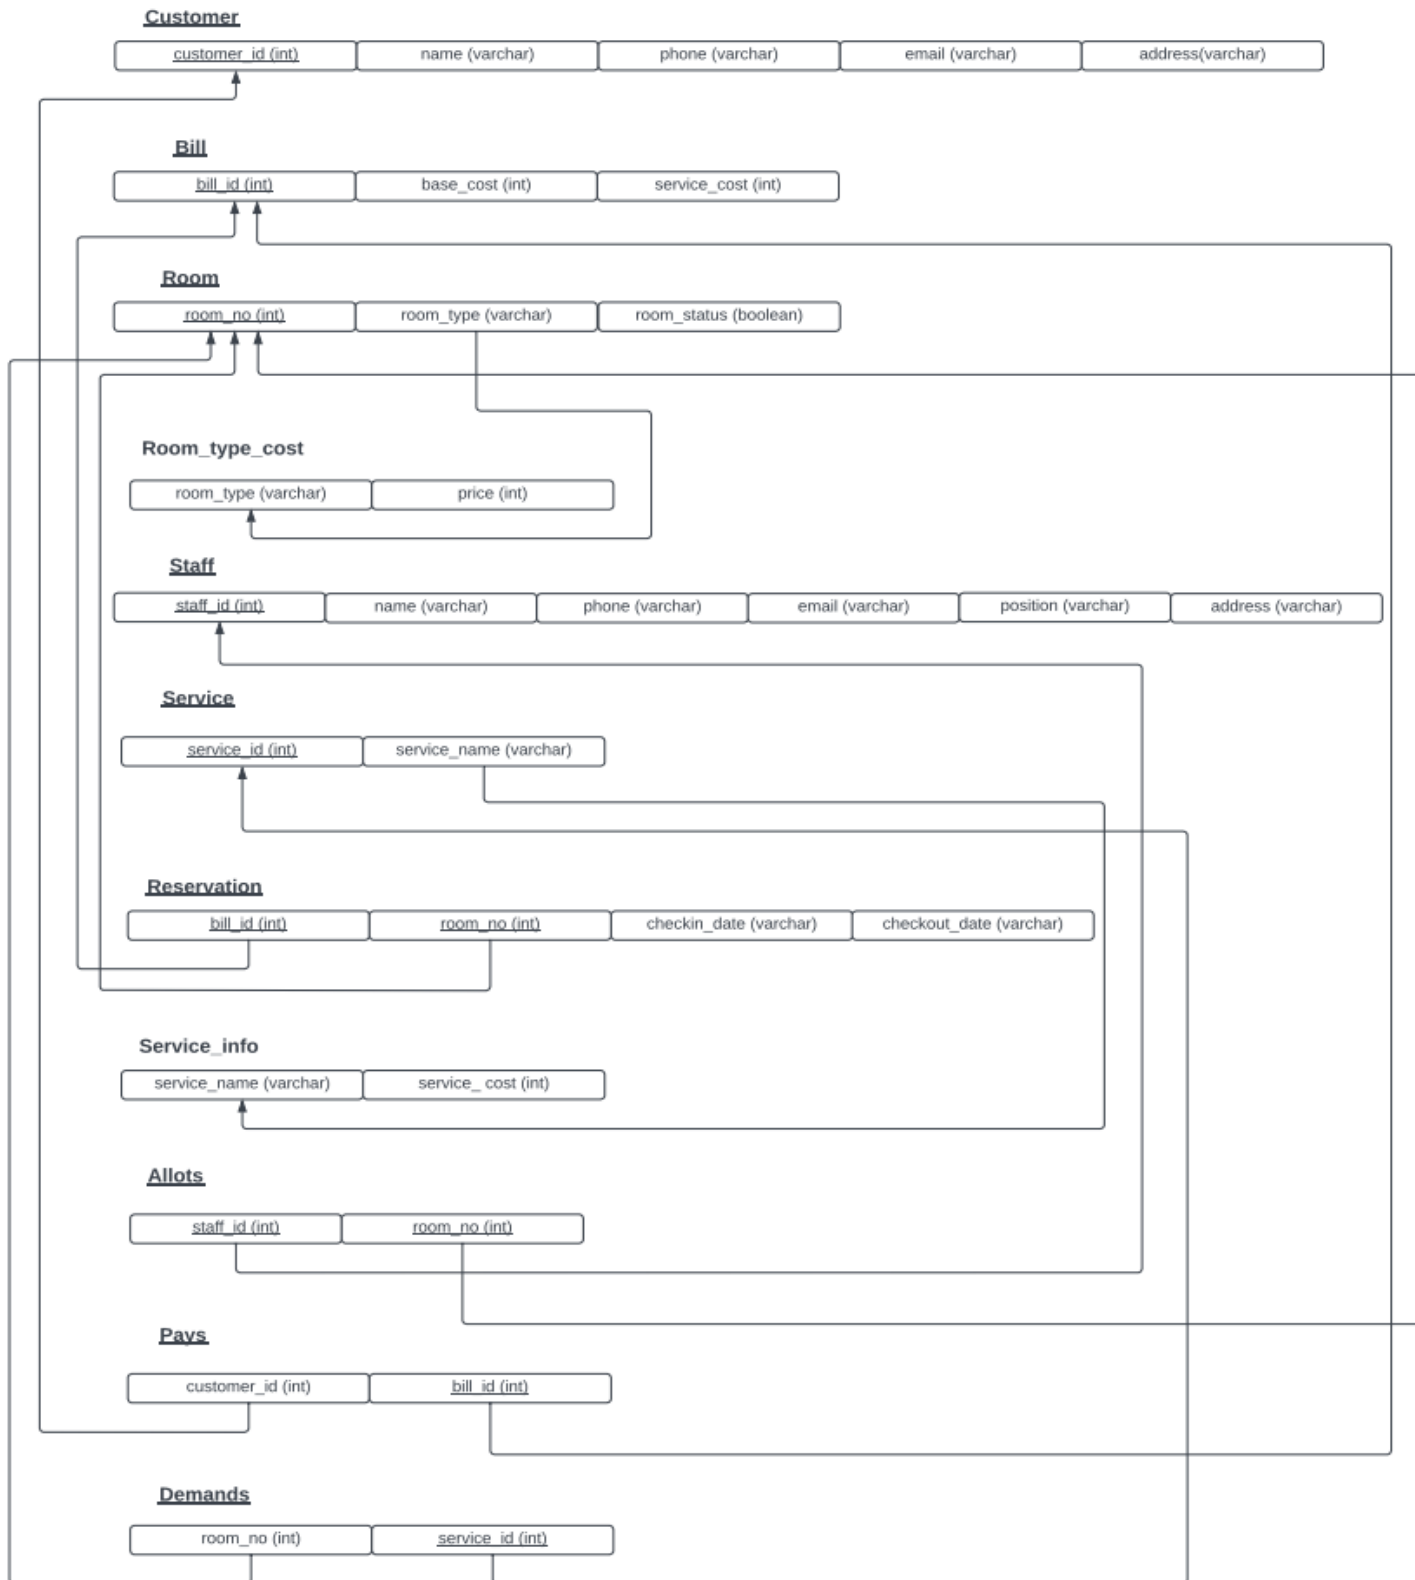 Customer
customer_id (int) name (varchar) phone (varchar) email (varchar) address(varchar)
Bill
bill_id (int) base_cost (int) service_cost (int)
Room
room_no (int) room_type (varchar) room_status (boolean)
Room_type_cost
room_type (varchar) price (int)
Staff
staff_id (int) name (varchar) phone (varchar) email (varchar) position (varchar) address (varchar)
Service
service_id (int) service_name (varchar)
Reservation
bill_id (int) room_no (int) checkin_date (varchar) checkout_date (varchar)
Service_info
service_name (varchar) service_ cost (int)
Allots
staff_id (int) room_no (int)
Pays
customer_id (int) bill_id (int)
Demands
room_no (int) service_id (int)